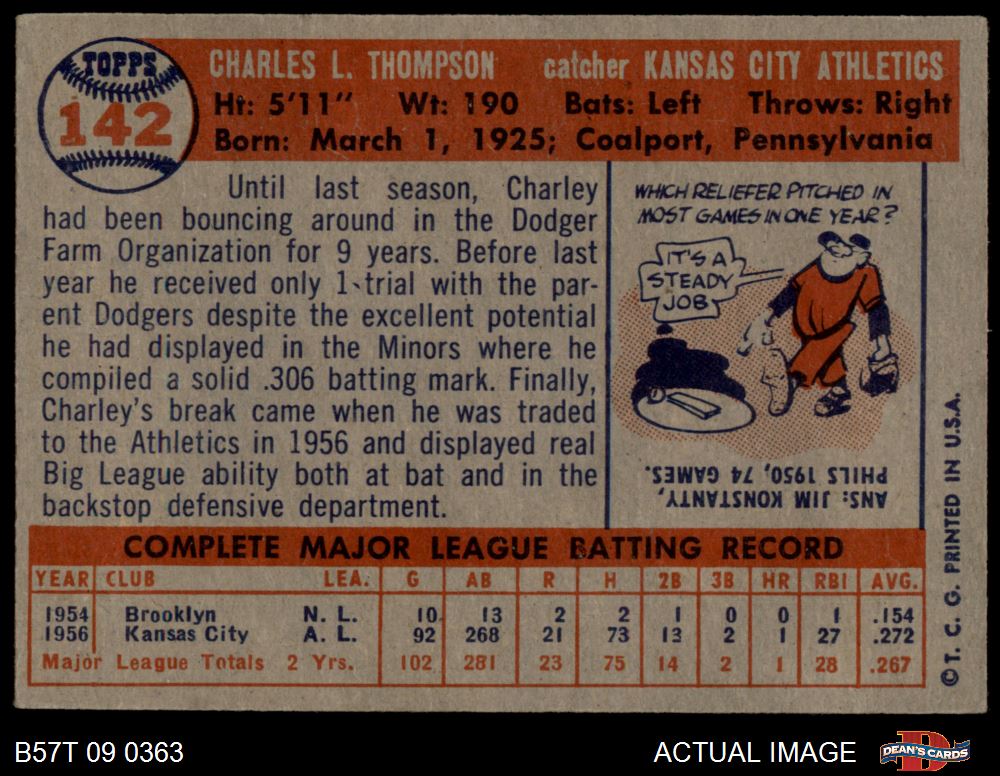 TOPPS
142
CHARLES L. THOMPSON catcher KANSAS CITY ATHLETICS
Ht: 5'11" Wt: 190 Bats: Left Throws: Right
Born: March 1, 1925; Coalport, Pennsylvania
Until last season, Charley
had been bouncing around in the Dodger
Farm Organization for 9 years. Before last
year he received only 1 trial with the par-
ent Dodgers despite the excellent potential
he had displayed in the Minors where he
compiled a solid .306 batting mark. Finally,
Charley's break came when he was traded
to the Athletics in 1956 and displayed real
Big League ability both at bat and in the
backstop defensive department.
WHICH RELIEFER PITCHED IN
MOST GAMES IN ONE YEAR?
IT'S A
STEADY
JOB
ANS: JIM KONSTANTY,
PHILS 1950, 74 GAMES.
COMPLETE MAJOR LEAGUE BATTING RECORD
YEAR CLUB LEA. G AB R H 2B 3B HR RBI AVG.
1954 Brooklyn N. L. 10 13 2 2 1 0 0 1 .154
1956 Kansas City A. L. 92 268 21 73 13 2 1 27 .272
Major League Totals 2 Yrs. 102 281 23 75 14 2 1 28 .267
© T. C. G. PRINTED IN U.S.A.
B57T 09 0363
ACTUAL IMAGE
D
DEAN'S CARDS